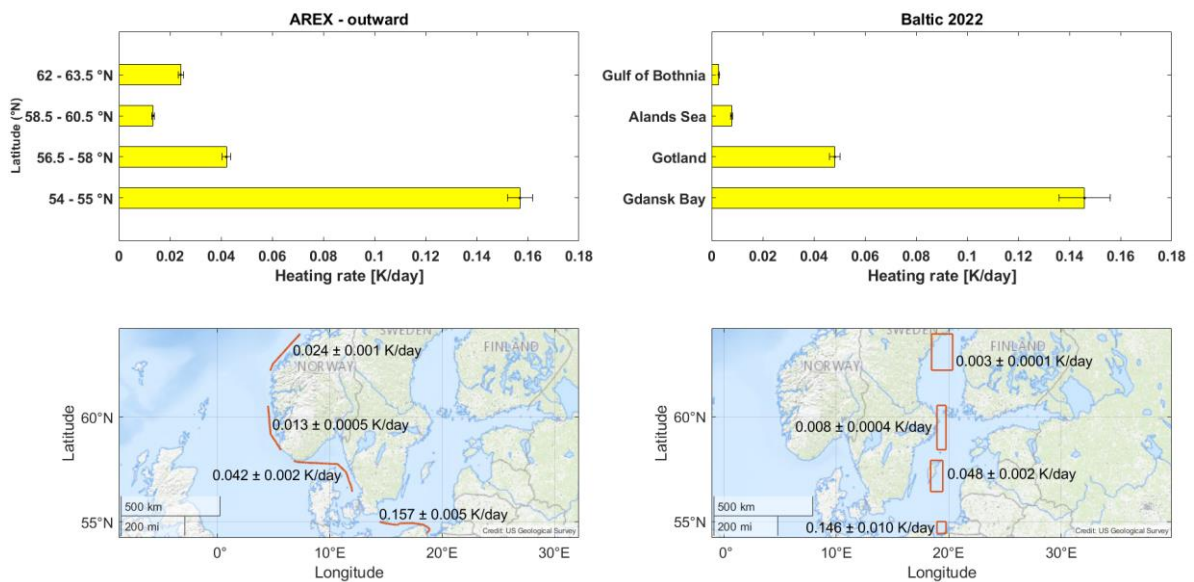 AREX - outward
Latitude (°N)
62 - 63.5 °N
58.5 - 60.5 °N
56.5 - 58 °N
54 - 55 °N
0 0.02 0.04 0.06 0.08 0.1 0.12 0.14 0.16 0.18
Heating rate [K/day]
Baltic 2022
Gulf of Bothnia
Alands Sea
Gotland
Gdansk Bay
0 0.02 0.04 0.06 0.08 0.1 0.12 0.14 0.16 0.18
Heating rate [K/day]
SWEDEN
0.024 ± 0.001 K/day
FINLAND
NORWAY
60°N
0.013 ± 0.0005 K/day
Latitude
0.042 ± 0.002 K/day
500 km
0.157 ± 0.005 K/day
200 mi
55°N
Credit: US Geological Survey
0° 10°E 20°E 30°E
Longitude
FINLAND
NORWAY
0.003 ± 0.0001 K/day
60°N
0.008 ± 0.0004 K/day
Latitude
0.048 ± 0.002 K/day
500 km
200 mi
0.146 ± 0.010 K/day
55°N
Credit: US Geological Survey
0° 10°E 20°E 30°E
Longitude